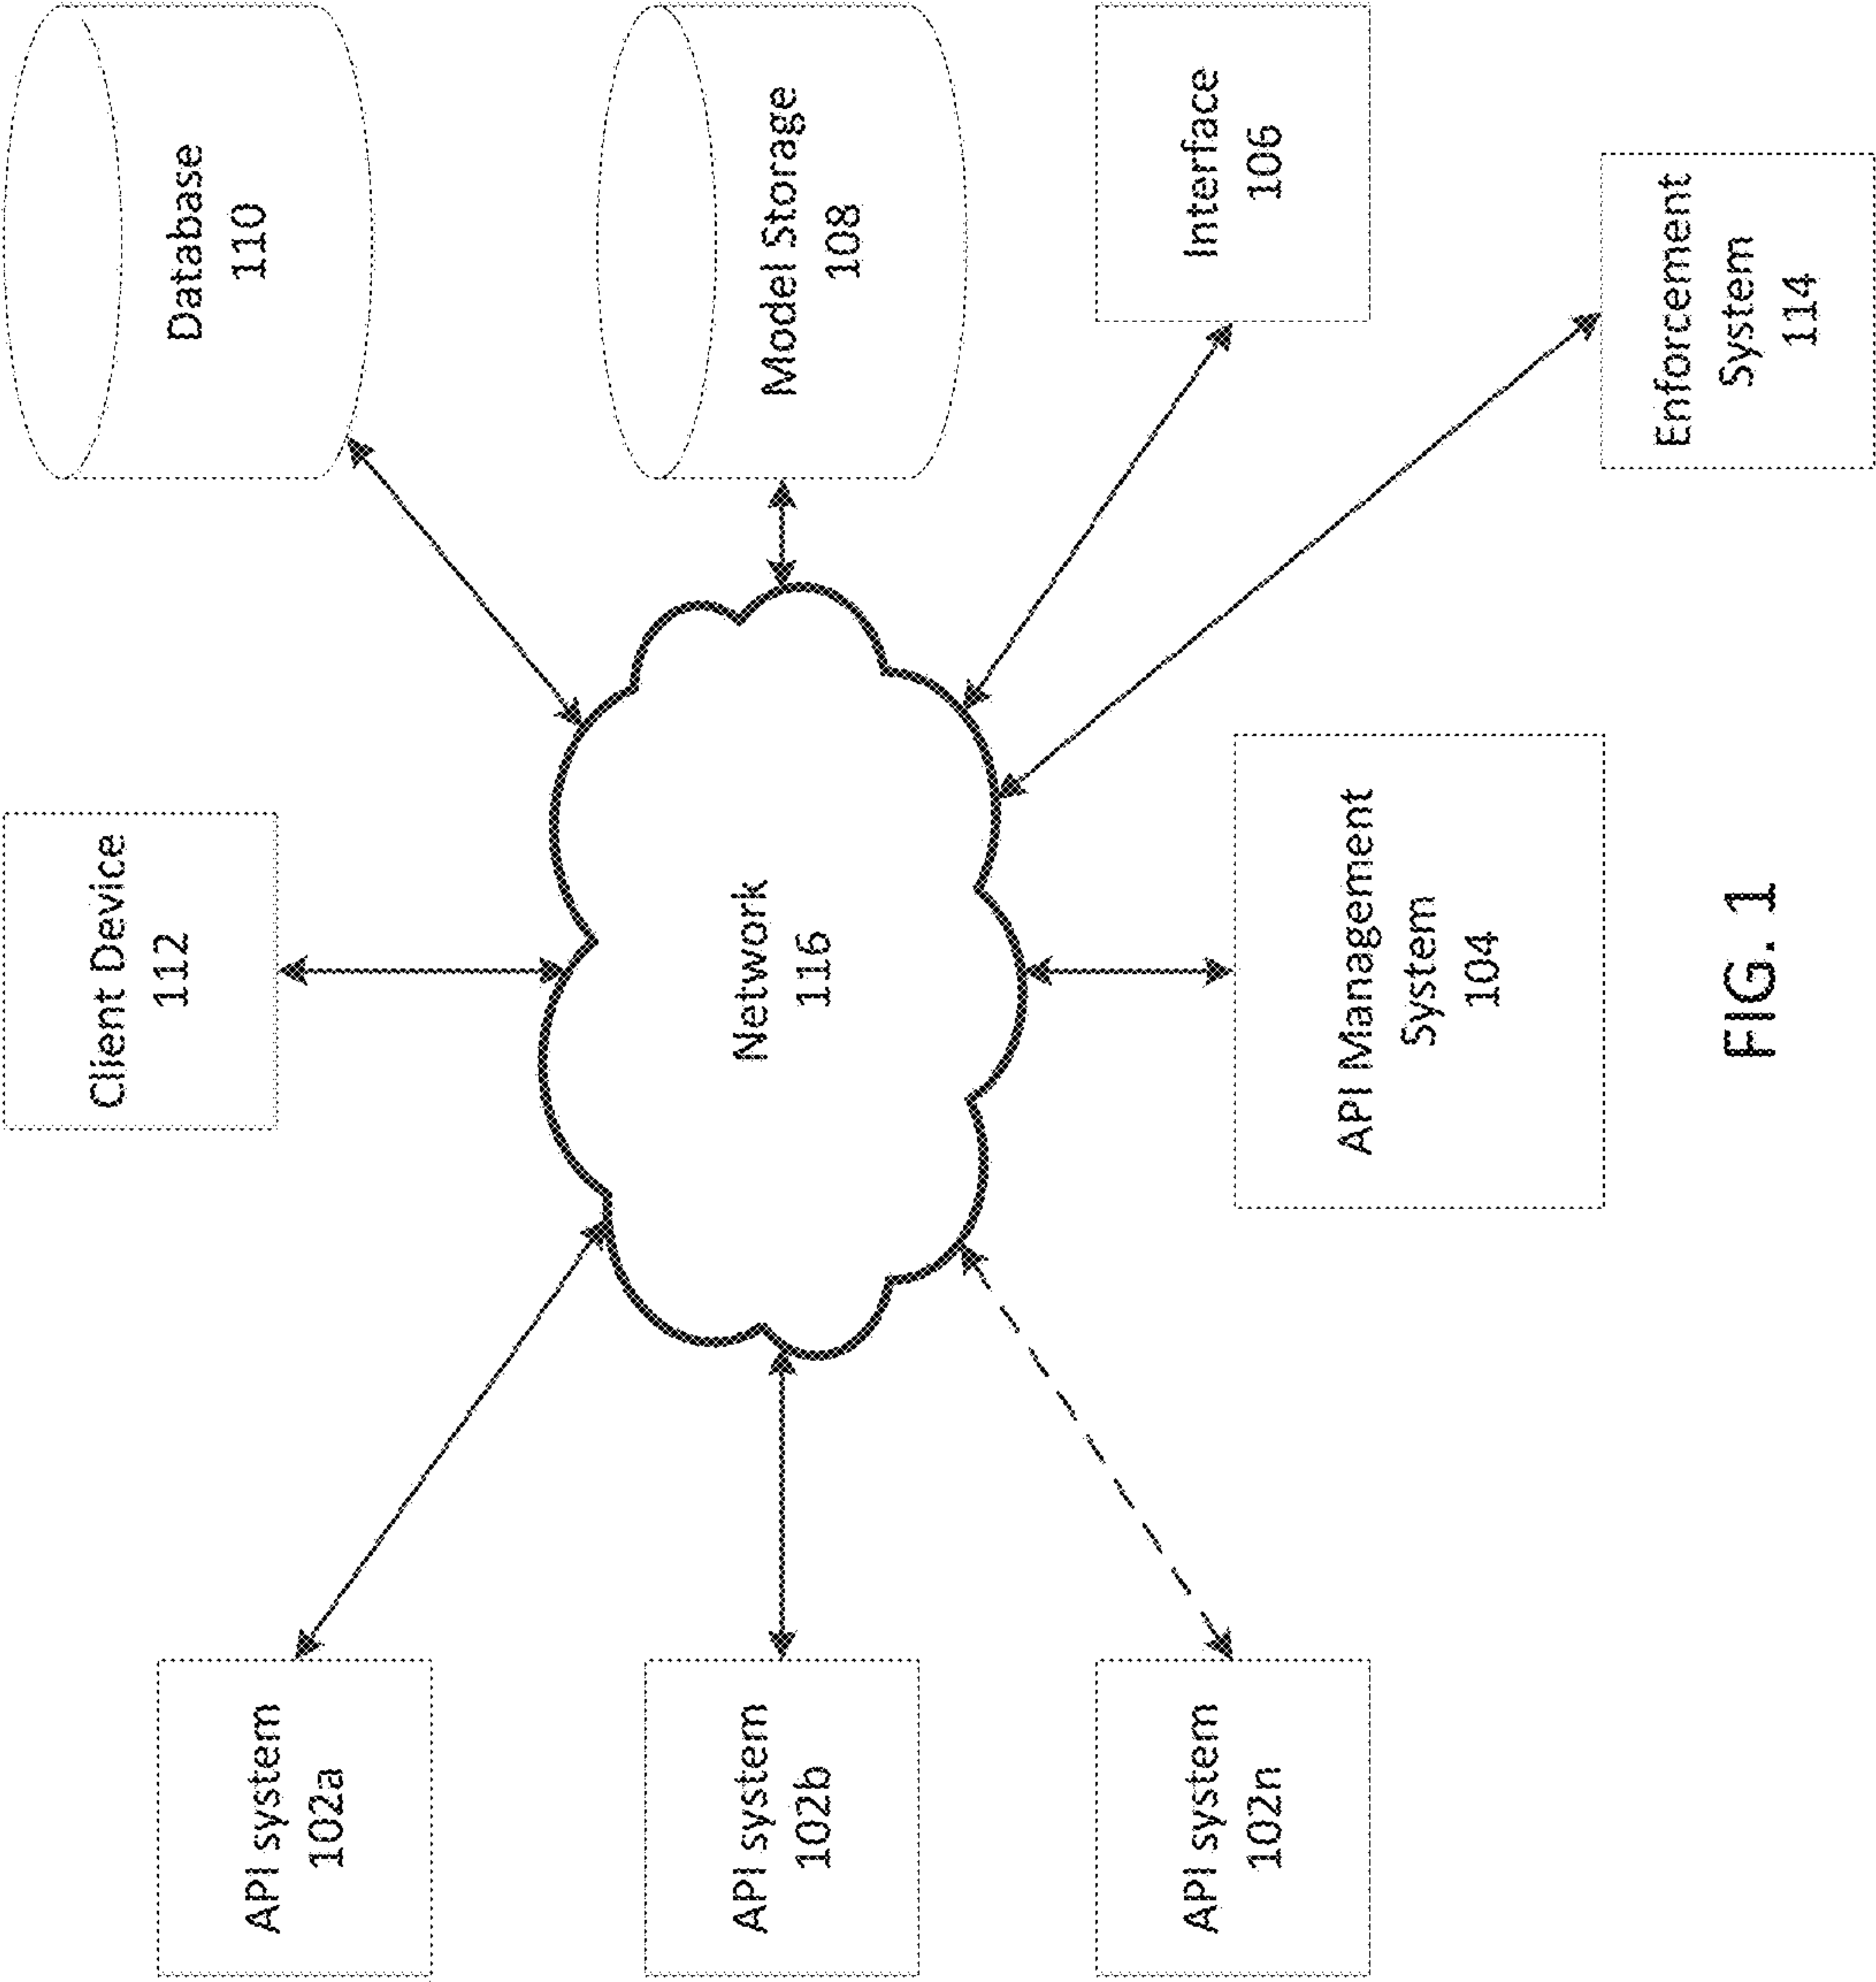 API system
102a
API system
102b
API system
102n
Client Device
112
Network
116
API Management
System
104
Database
110
Model Storage
108
Interface
106
Enforcement
System
114
FIG. 1